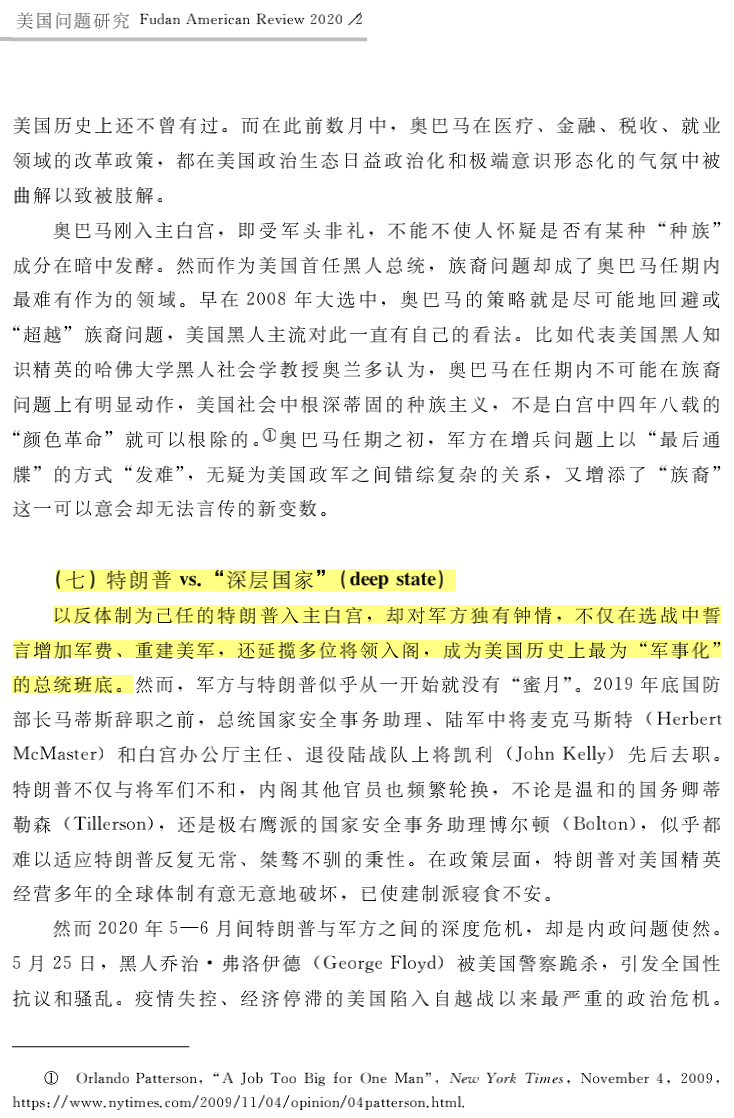 美国问题研究 Fudan American Review 2020 /2
美国历史上还不曾有过。而在此前数月中，奥巴马在医疗、金融、税收、就业
领域的改革政策，都在美国政治生态日益政治化和极端意识形态化的气氛中被
曲解以致被肢解。
奥巴马刚入主白宫，即受军头非礼，不能不使人怀疑是否有某种“种族”
成分在暗中发酵。然而作为美国首任黑人总统，族裔问题却成了奥巴马任期内
最难有作为的领域。早在 2008 年大选中，奥巴马的策略就是尽可能地回避或
“超越”族裔问题，美国黑人主流对此一直有自己的看法。比如代表美国黑人知
识精英的哈佛大学黑人社会学教授奥兰多认为，奥巴马在任期内不可能在族裔
问题上有明显动作，美国社会中根深蒂固的种族主义，不是白宫中四年八载的
“颜色革命”就可以根除的。①奥巴马任期之初，军方在增兵问题上以“最后通
牒”的方式“发难”，无疑为美国政军之间错综复杂的关系，又增添了“族裔”
这一可以意会却无法言传的新变数。
（七）特朗普 vs.“深层国家”（deep state）
以反体制为己任的特朗普入主白宫，却对军方独有钟情，不仅在选战中誓
言增加军费、重建美军，还延揽多位将领入阁，成为美国历史上最为“军事化”
的总统班底。然而，军方与特朗普似乎从一开始就没有“蜜月”。2019 年底国防
部长马蒂斯辞职之前，总统国家安全事务助理、陆军中将麦克马斯特（Herbert
McMaster）和白宫办公厅主任、退役陆战队上将凯利（John Kelly）先后去职。
特朗普不仅与将军们不和，内阁其他官员也频繁轮换，不论是温和的国务卿蒂
勒森（Tillerson），还是极右鹰派的国家安全事务助理博尔顿（Bolton），似乎都
难以适应特朗普反复无常、桀骜不驯的秉性。在政策层面，特朗普对美国精英
经营多年的全球体制有意无意地破坏，已使建制派寝食不安。
然而 2020 年 5—6 月间特朗普与军方之间的深度危机，却是内政问题使然。
5 月 25 日，黑人乔治·弗洛伊德（George Floyd）被美国警察跪杀，引发全国性
抗议和骚乱。疫情失控、经济停滞的美国陷入自越战以来最严重的政治危机。
① Orlando Patterson, “A Job Too Big for One Man”, New York Times, November 4, 2009,
https://www.nytimes.com/2009/11/04/opinion/04patterson.html.